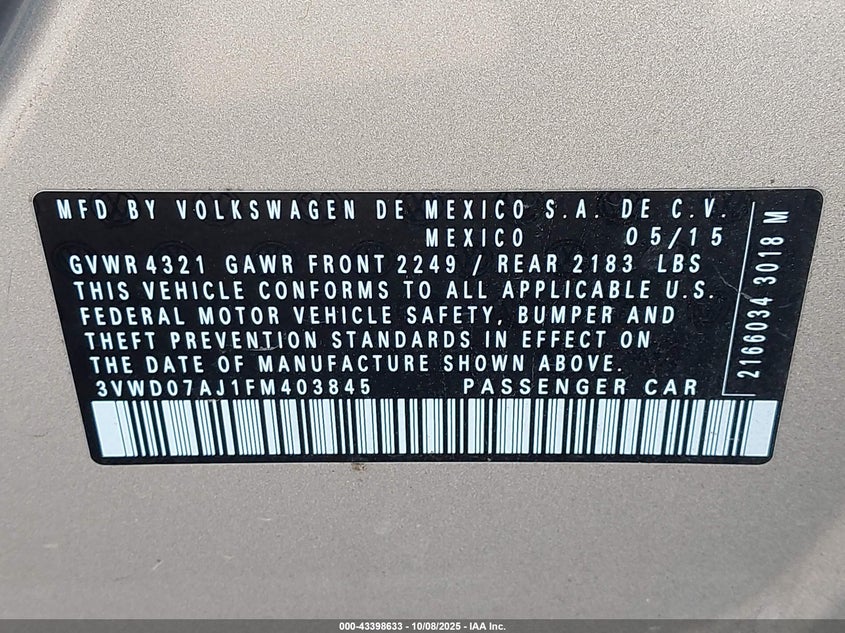 MFD BY VOLKSWAGEN DE MEXICO S.A. DE C.V.
MEXICO 05/15
GVWR 4321 GAWR FRONT 2249 / REAR 2183 LBS
THIS VEHICLE CONFORMS TO ALL APPLICABLE U.S.
FEDERAL MOTOR VEHICLE SAFETY, BUMPER AND
THEFT PREVENTION STANDARDS IN EFFECT ON
THE DATE OF MANUFACTURE SHOWN ABOVE.
3VWD07AJ1FM403845 PASSENGER CAR
2166034 3018 M
000-43398633 - 10/08/2025 - IAA Inc.